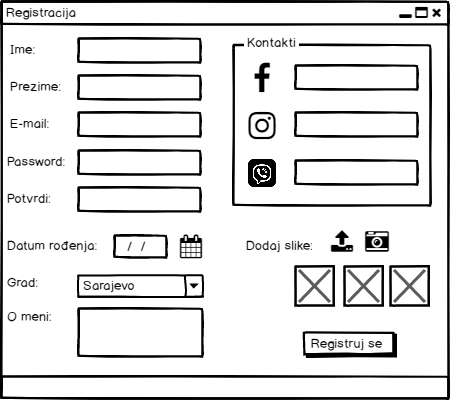 Registracija
Ime:
Prezime:
E-mail:
Password:
Potvrdi:
Datum rođenja:
/ /
Grad:
Sarajevo
O meni:
Kontakti
Dodaj slike:
Registruj se